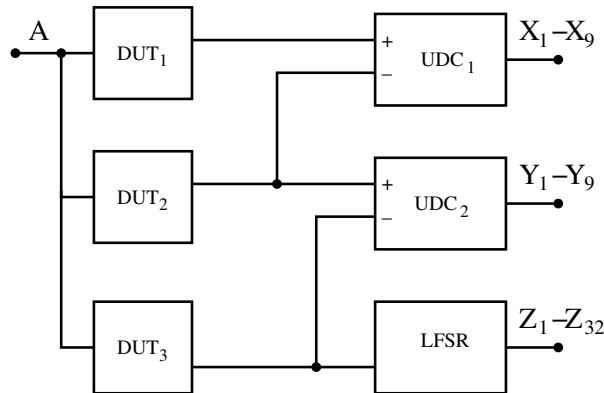 A
DUT₁
+
−
UDC₁
X₁−X₉
DUT₂
+
−
UDC₂
Y₁−Y₉
DUT₃
LFSR
Z₁−Z₃₂